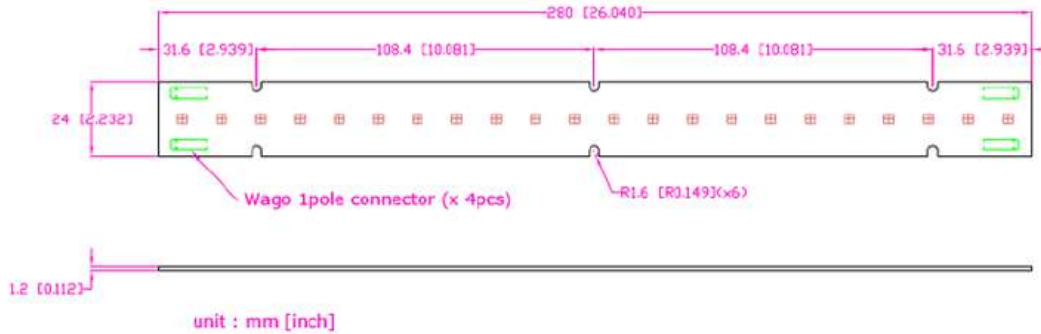 280 [26.040]
31.6 [2.939]
108.4 [10.081]
108.4 [10.081]
31.6 [2.939]
24 [2.232]
R1.6 [R0.149](x6)
Wago 1pole connector (x 4pcs)
1.2 [0.112]
unit : mm [inch]